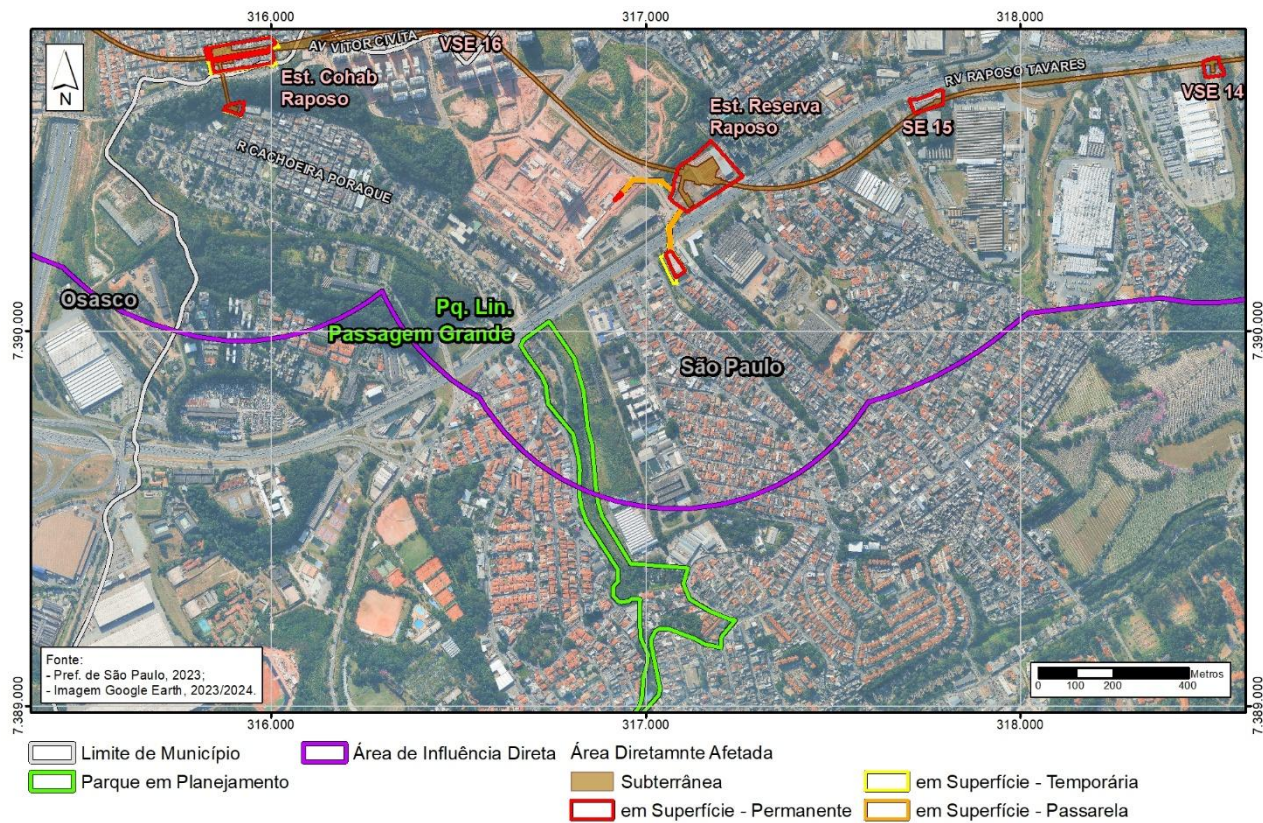 316.000
317.000
318.000
AV VITOR CIVITA
VSE 16
RV RAPOSO TAVARES
VSE 14
Est. Cohab
Raposo
Est. Reserva
Raposo
SE 15
N
R CACHOEIRA PORAQUE
Osasco
Pq. Lin.
Passagem Grande
São Paulo
7.390.000
7.390.000
Fonte:
- Pref. de São Paulo, 2023;
- Imagem Google Earth, 2023/2024.
Metros
0
100
200
400
7.389.000
7.389.000
316.000
317.000
318.000
Limite de Município
Área de Influência Direta
Área Diretamnte Afetada
Parque em Planejamento
Subterrânea
em Superfície - Temporária
em Superfície - Permanente
em Superfície - Passarela